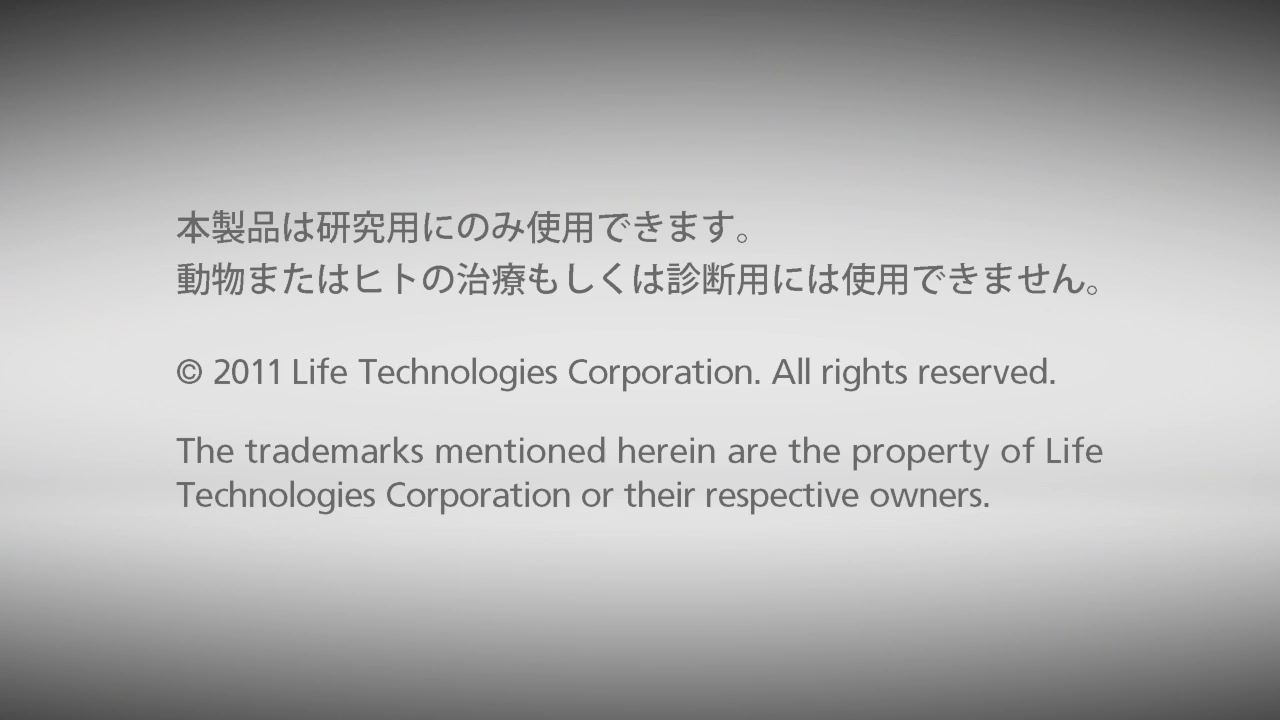 本製品は研究用にのみ使用できます。
動物またはヒトの治療もしくは診断用には使用できません。
© 2011 Life Technologies Corporation. All rights reserved.
The trademarks mentioned herein are the property of Life
Technologies Corporation or their respective owners.